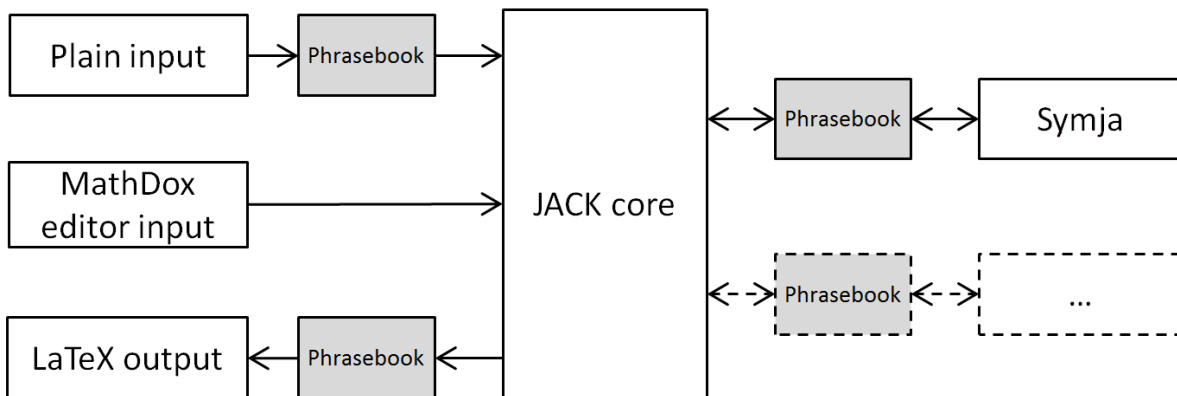 Plain input
Phrasebook
MathDox
editor input
LaTeX output
Phrasebook
JACK core
Phrasebook
Symja
Phrasebook
...